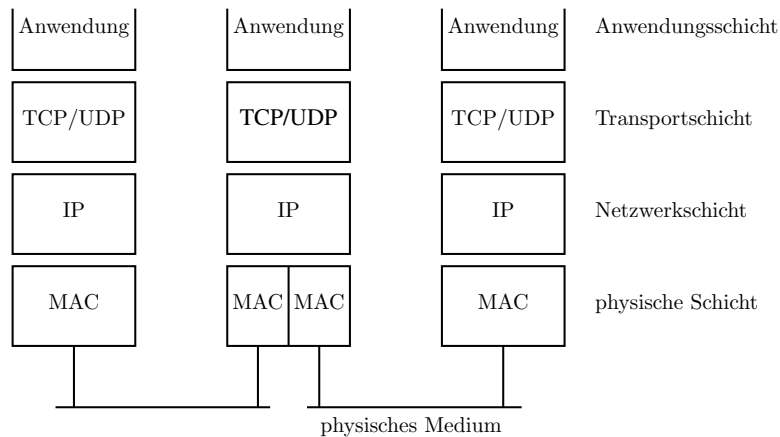 Anwendung Anwendung Anwendung Anwendungsschicht
TCP/UDP TCP/UDP TCP/UDP Transportschicht
IP IP IP Netzwerkschicht
MAC MAC MAC MAC physische Schicht
physisches Medium